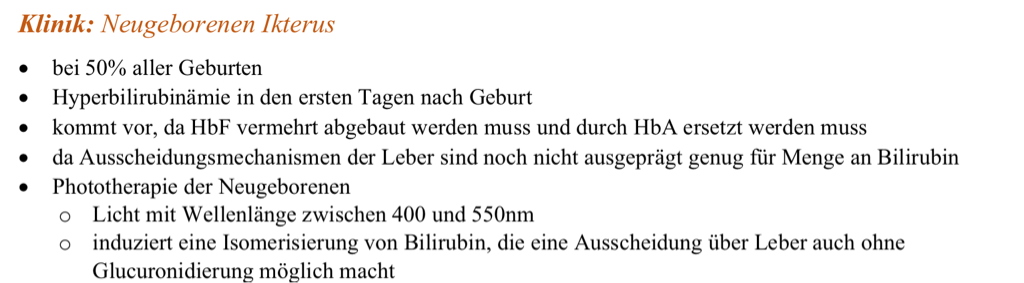 Klinik: Neugeborenen Ikterus
• bei 50% aller Geburten
• Hyperbilirubinämie in den ersten Tagen nach Geburt
• kommt vor, da HbF vermehrt abgebaut werden muss und durch HbA ersetzt werden muss
• da Ausscheidungsmechanismen der Leber sind noch nicht ausgeprägt genug für Menge an Bilirubin
• Phototherapie der Neugeborenen
o Licht mit Wellenlänge zwischen 400 und 550nm
o induziert eine Isomerisierung von Bilirubin, die eine Ausscheidung über Leber auch ohne
Glucuronidierung möglich macht